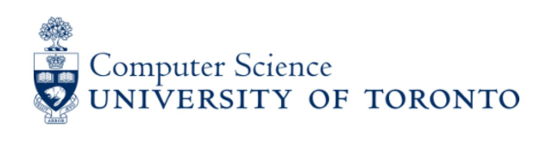 Computer Science
UNIVERSITY OF TORONTO